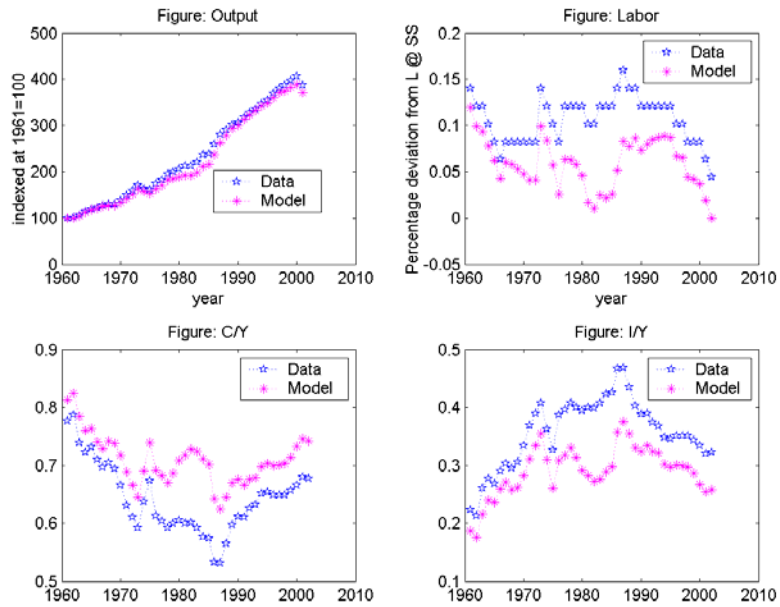 Figure: Output
500
400
300
200
100
0
indexed at 1961=100
Data
Model
1960 1970 1980 1990 2000 2010
year
Figure: Labor
0.2
0.15
0.1
0.05
0
-0.05
Percentage deviation from L @ SS
Data
Model
1960 1970 1980 1990 2000 2010
year
Figure: C/Y
0.9
0.8
0.7
0.6
0.5
Data
Model
1960 1970 1980 1990 2000 2010
Figure: I/Y
0.5
0.4
0.3
0.2
0.1
Data
Model
1960 1970 1980 1990 2000 2010